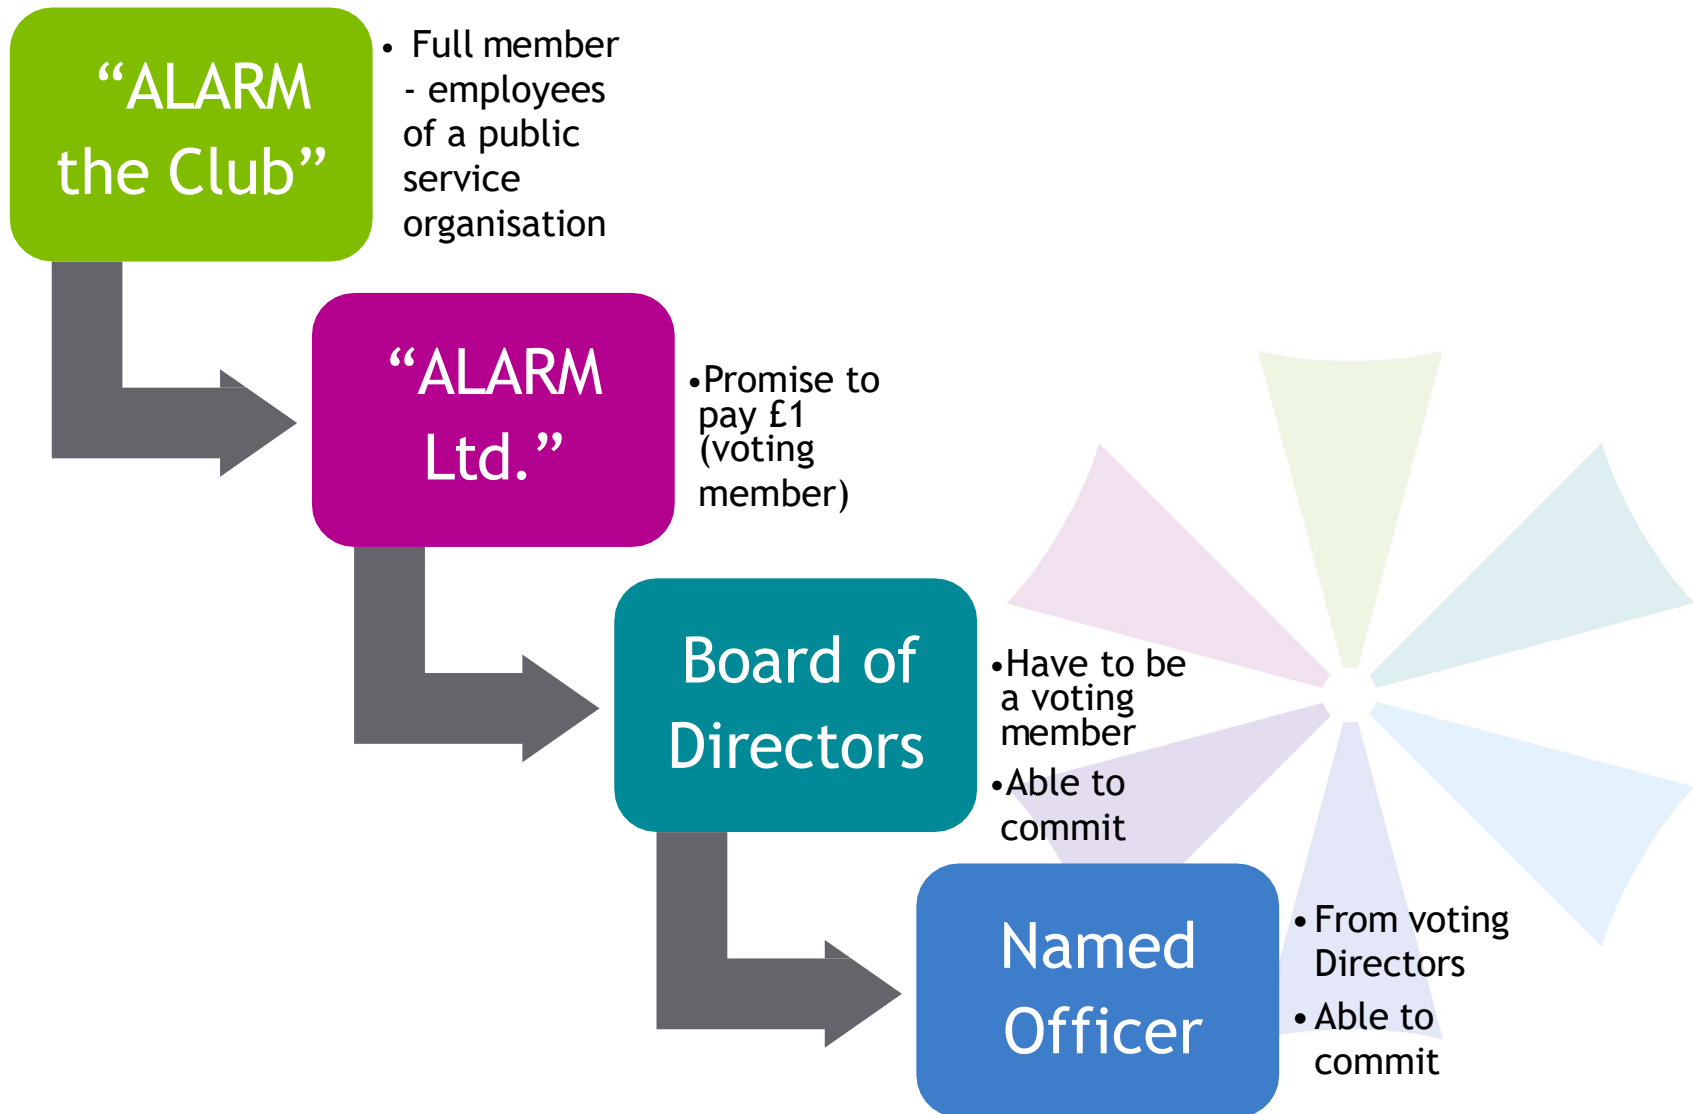 “ALARM
the Club”
• Full member
- employees
of a public
service
organisation
“ALARM
Ltd.”
•Promise to
pay £1
(voting
member)
Board of
Directors
•Have to be
a voting
member
•Able to
commit
Named
Officer
• From voting
Directors
• Able to
commit